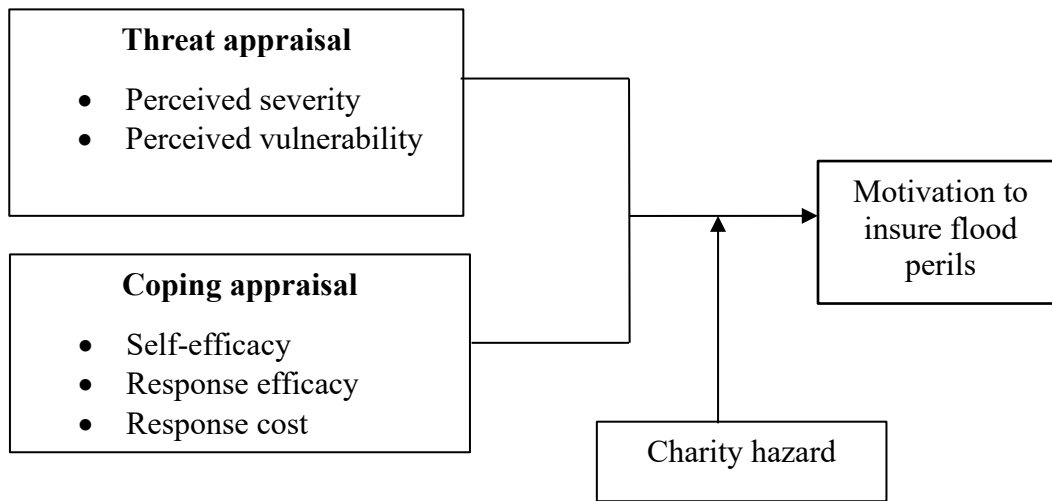 Threat appraisal
• Perceived severity
• Perceived vulnerability
Coping appraisal
• Self-efficacy
• Response efficacy
• Response cost
Motivation to
insure flood
perils
Charity hazard